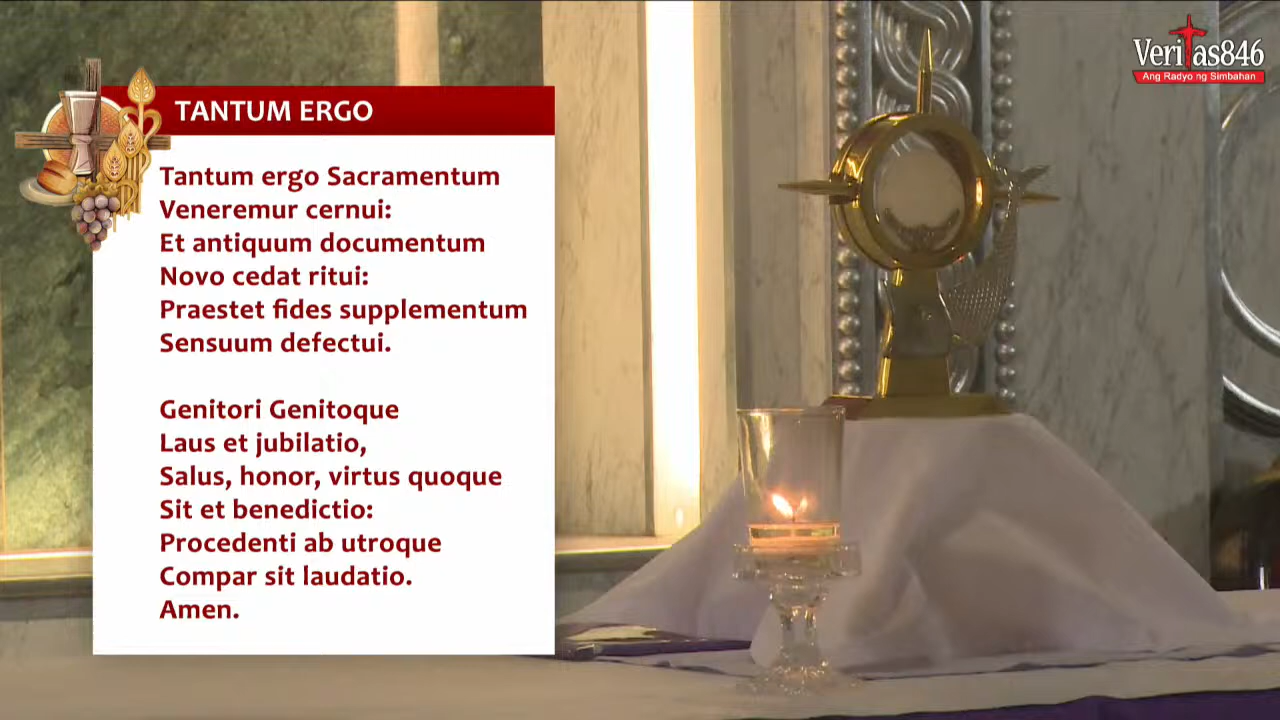 TANTUM ERGO
Tantum ergo Sacramentum
Veneremur cernui:
Et antiquum documentum
Novo cedat ritui:
Praestet fides supplementum
Sensuum defectui.
Genitori Genitoque
Laus et jubilatio,
Salus, honor, virtus quoque
Sit et benedictio:
Procedenti ab utroque
Compar sit laudatio.
Amen.
Veritas846
Ang Radyo ng Simbahan